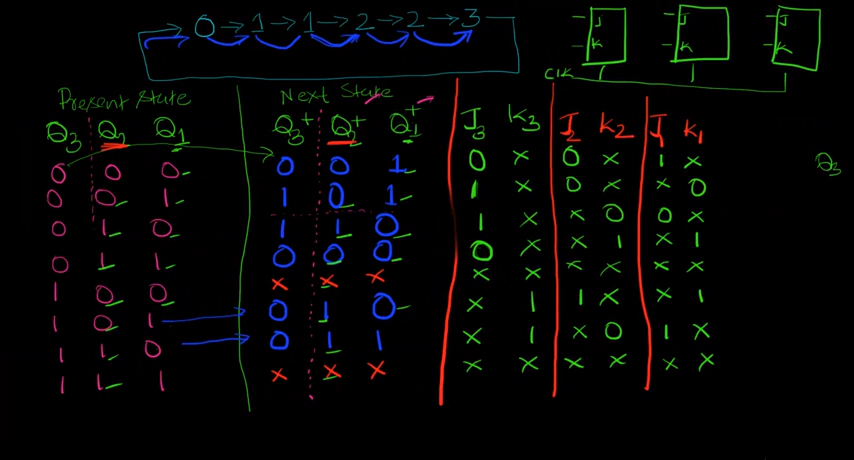 0 → 1 → 1 → 2 → 2 → 3
J J J
K K K
CLK
Present State Next State
Q3 Q2 Q1 Q3+ Q2+ Q1+ J3 K3 J2 K2 J1 K1
0 0 0 0 0 1 0 x 0 x 1 x Q3
0 0 1 1 0 1 1 x 0 x x 0
0 1 0 1 1 0 1 x x 0 0 x
0 1 1 0 0 0 0 x x 1 x 1
1 0 0 x x x x x x x x x
1 0 1 0 1 0 x 1 1 x x 1
1 1 0 0 1 1 x 1 x 0 1 x
1 1 1 x x x x x x x x x